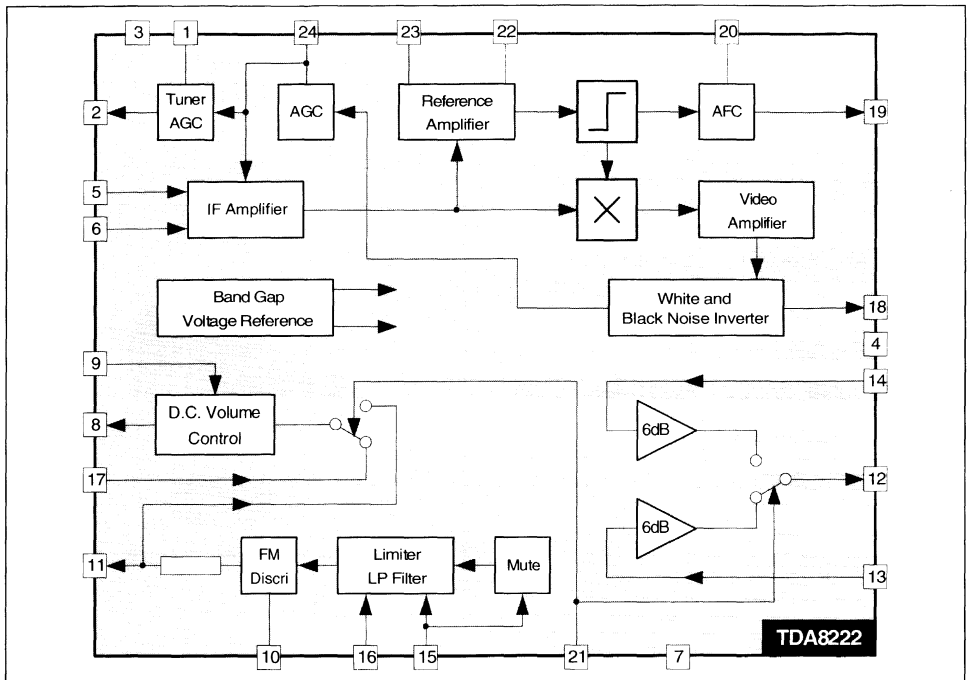 3 1 24 23 22 20
2 Tuner
AGC
AGC
Reference
Amplifier
AFC 19
5
6
IF Amplifier
Video
Amplifier
Band Gap
Voltage Reference
White and
Black Noise Inverter
18
4
9
14
8
D.C. Volume
Control
6dB
17
12
6dB
11
FM
Discri
Limiter
LP Filter
Mute
13
TDA8222
10 16 15 21 7